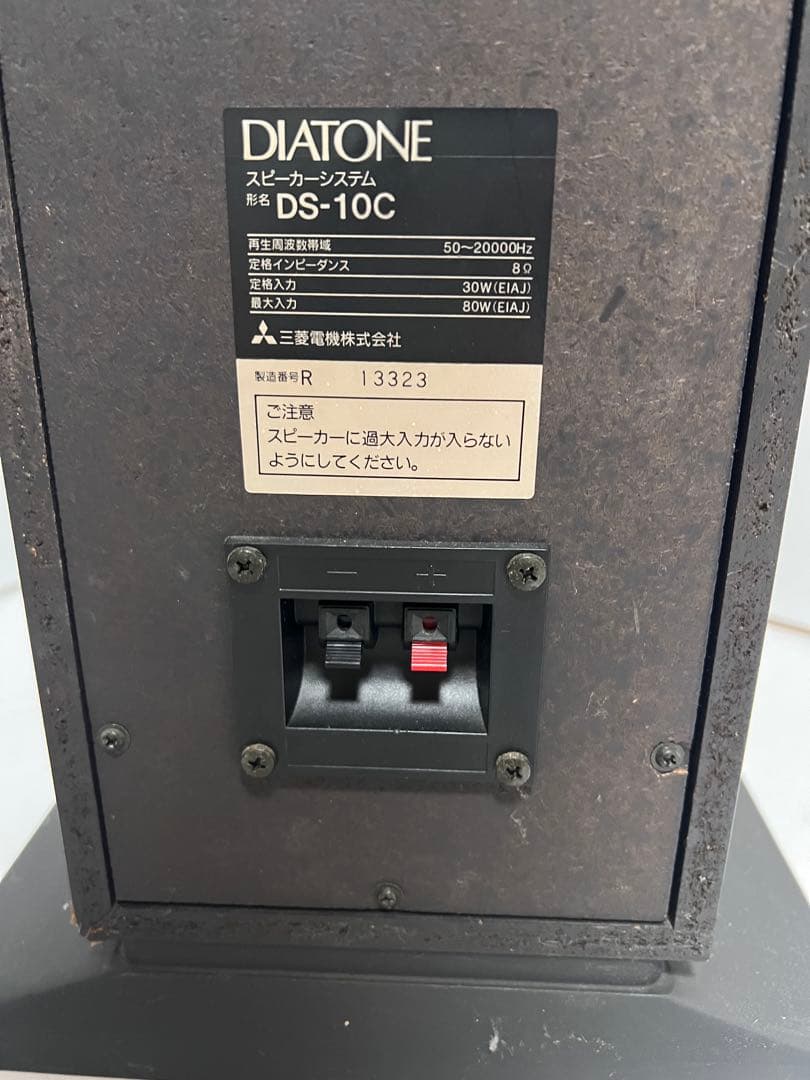 DIATONE
スピーカーシステム
形名 DS-10C
再生周波数帯域 50〜20000Hz
定格インピーダンス 8Ω
定格入力 30W(EIAJ)
最大入力 80W(EIAJ)
三菱電機株式会社
製造番号 R 13323
ご注意
スピーカーに過大入力が入らない
ようにしてください。
− +